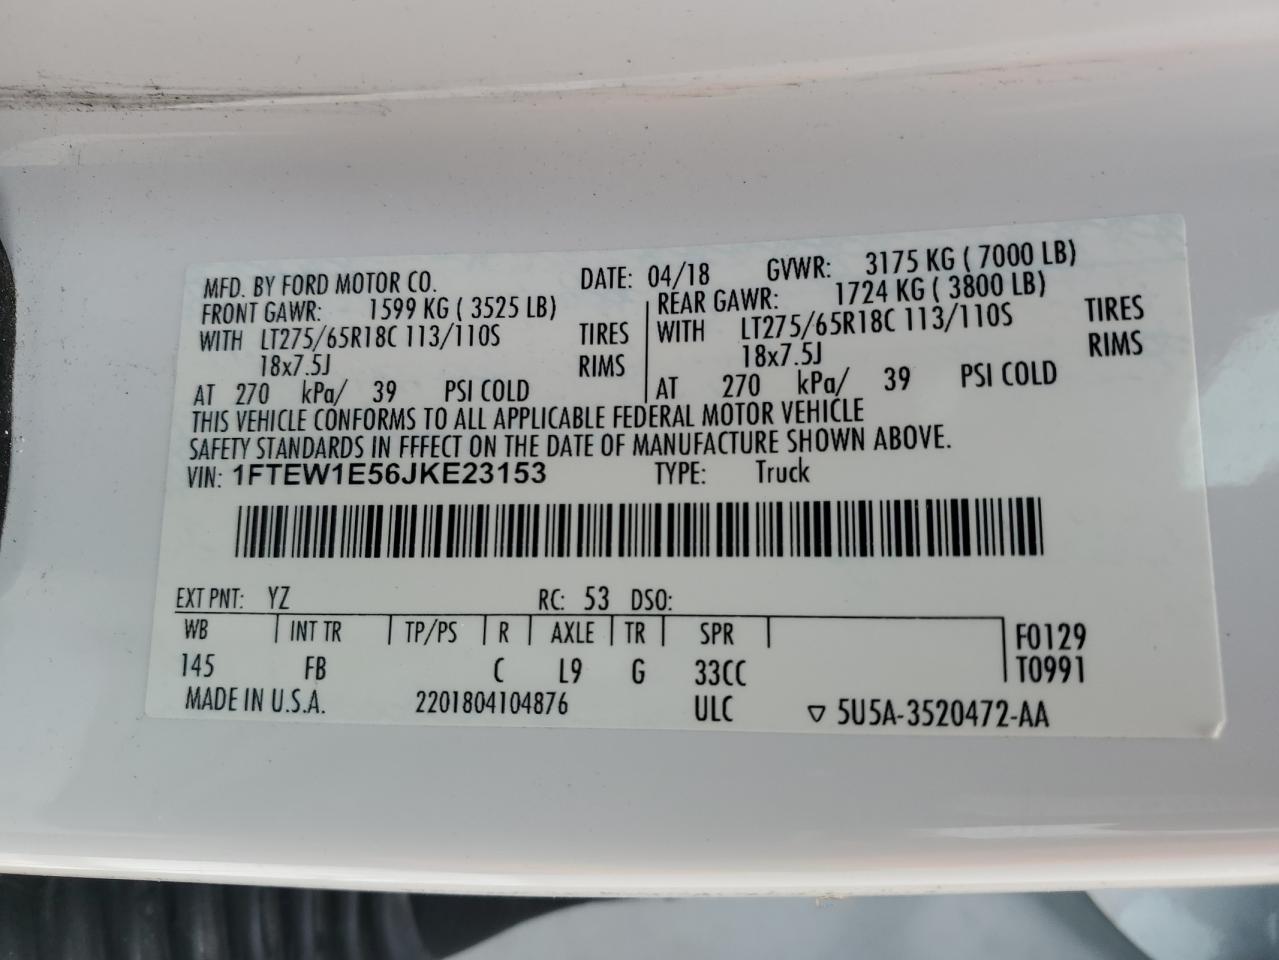 MFD. BY FORD MOTOR CO. DATE: 04/18 GVWR: 3175 KG ( 7000 LB)
FRONT GAWR: 1599 KG ( 3525 LB) REAR GAWR: 1724 KG ( 3800 LB)
WITH LT275/65R18C 113/110S TIRES WITH LT275/65R18C 113/110S TIRES
18x7.5J RIMS 18x7.5J RIMS
AT 270 kPa/ 39 PSI COLD AT 270 kPa/ 39 PSI COLD
THIS VEHICLE CONFORMS TO ALL APPLICABLE FEDERAL MOTOR VEHICLE
SAFETY STANDARDS IN FFFECT ON THE DATE OF MANUFACTURE SHOWN ABOVE.
VIN: 1FTEW1E56JKE23153 TYPE: Truck
EXT PNT: YZ RC: 53 DSO:
WB INT TR TP/PS R AXLE TR SPR F0129
145 FB C L9 G 33CC T0991
MADE IN U.S.A. 2201804104876 ULC ▽ 5U5A-3520472-AA